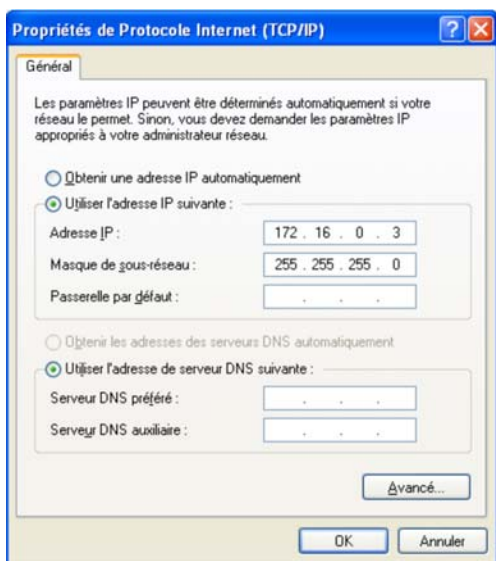 Propriétés de Protocole Internet (TCP/IP)
Général
Les paramètres IP peuvent être déterminés automatiquement si votre
réseau le permet. Sinon, vous devez demander les paramètres IP
appropriés à votre administrateur réseau.
Obtenir une adresse IP automatiquement
Utiliser l'adresse IP suivante :
Adresse IP : 172 . 16 . 0 . 3
Masque de sous-réseau : 255 . 255 . 255 . 0
Passerelle par défaut : . . .
Obtenir les adresses des serveurs DNS automatiquement
Utiliser l'adresse de serveur DNS suivante :
Serveur DNS préféré : . . .
Serveur DNS auxiliaire : . . .
Avancé...
OK Annuler